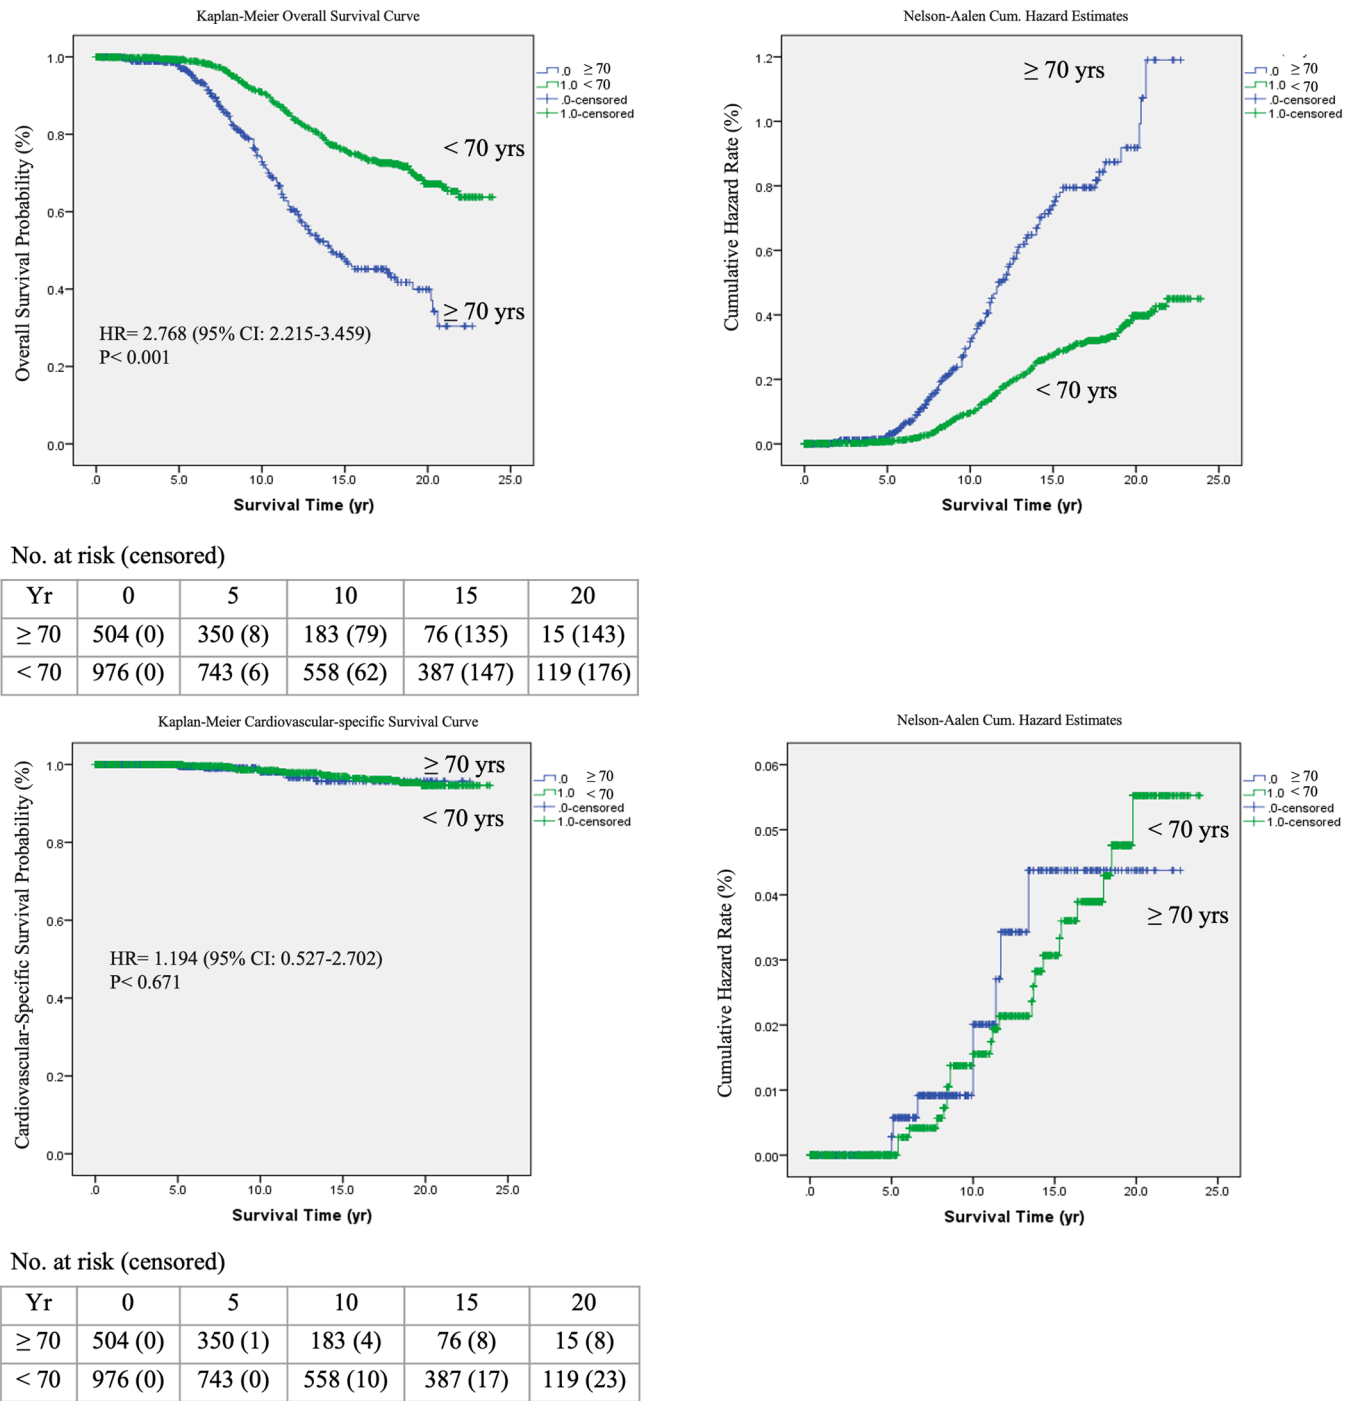 Kaplan-Meier Overall Survival Curve
Overall Survival Probability (%)
1.0
0.8
0.6
0.4
0.2
0.0
.0 5.0 10.0 15.0 20.0 25.0
Survival Time (yr)
< 70 yrs
≥ 70 yrs
HR= 2.768 (95% CI: 2.215-3.459)
P< 0.001
.0 ≥ 70
1.0 < 70
.0-censored
1.0-censored
Nelson-Aalen Cum. Hazard Estimates
Cumulative Hazard Rate (%)
1.2
1.0
0.8
0.6
0.4
0.2
0.0
.0 5.0 10.0 15.0 20.0 25.0
Survival Time (yr)
≥ 70 yrs
< 70 yrs
.0 ≥ 70
1.0 < 70
.0-censored
1.0-censored
No. at risk (censored)
Yr 0 5 10 15 20
≥ 70 504 (0) 350 (8) 183 (79) 76 (135) 15 (143)
< 70 976 (0) 743 (6) 558 (62) 387 (147) 119 (176)
Kaplan-Meier Cardiovascular-specific Survival Curve
Cardiovascular-Specific Survival Probability (%)
1.0
0.8
0.6
0.4
0.2
0.0
.0 5.0 10.0 15.0 20.0 25.0
Survival Time (yr)
≥ 70 yrs
< 70 yrs
HR= 1.194 (95% CI: 0.527-2.702)
P< 0.671
.0 ≥ 70
1.0 < 70
.0-censored
1.0-censored
Nelson-Aalen Cum. Hazard Estimates
Cumulative Hazard Rate (%)
0.06
0.05
0.04
0.03
0.02
0.01
0.00
.0 5.0 10.0 15.0 20.0 25.0
Survival Time (yr)
< 70 yrs
≥ 70 yrs
.0 ≥ 70
1.0 < 70
.0-censored
1.0-censored
No. at risk (censored)
Yr 0 5 10 15 20
≥ 70 504 (0) 350 (1) 183 (4) 76 (8) 15 (8)
< 70 976 (0) 743 (0) 558 (10) 387 (17) 119 (23)